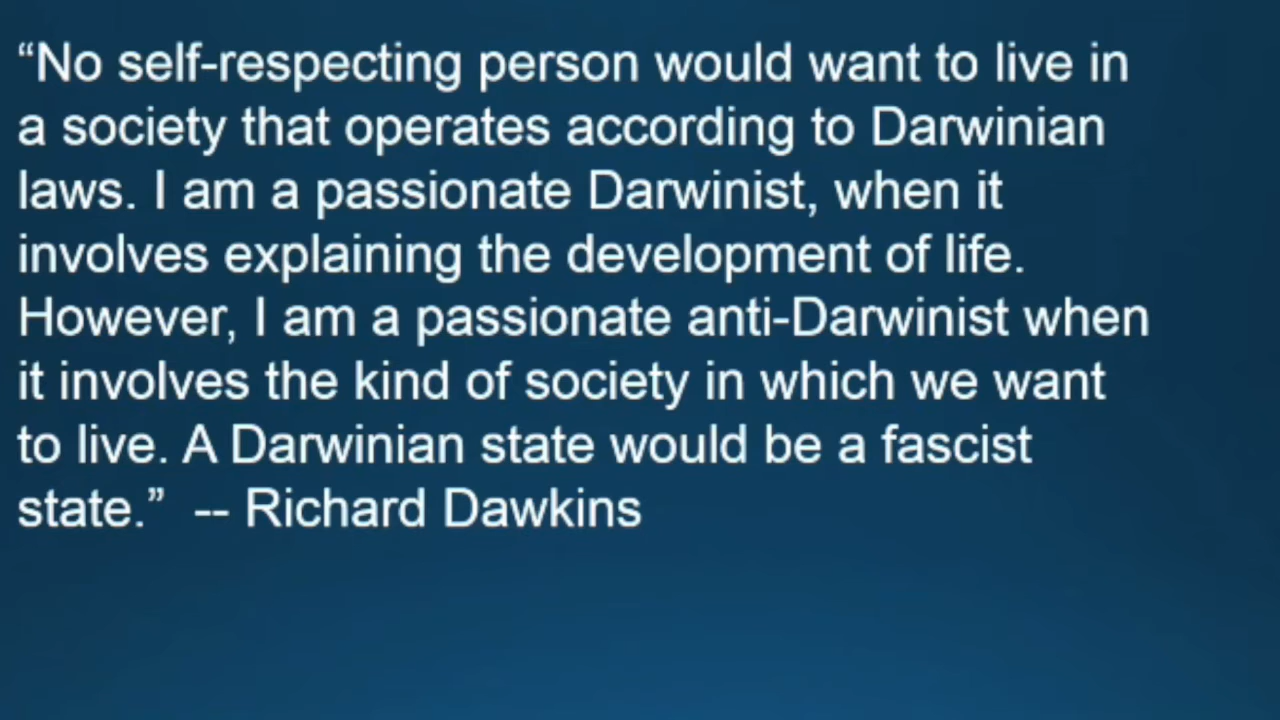 “No self-respecting person would want to live in
a society that operates according to Darwinian
laws. I am a passionate Darwinist, when it
involves explaining the development of life.
However, I am a passionate anti-Darwinist when
it involves the kind of society in which we want
to live. A Darwinian state would be a fascist
state.”  -- Richard Dawkins